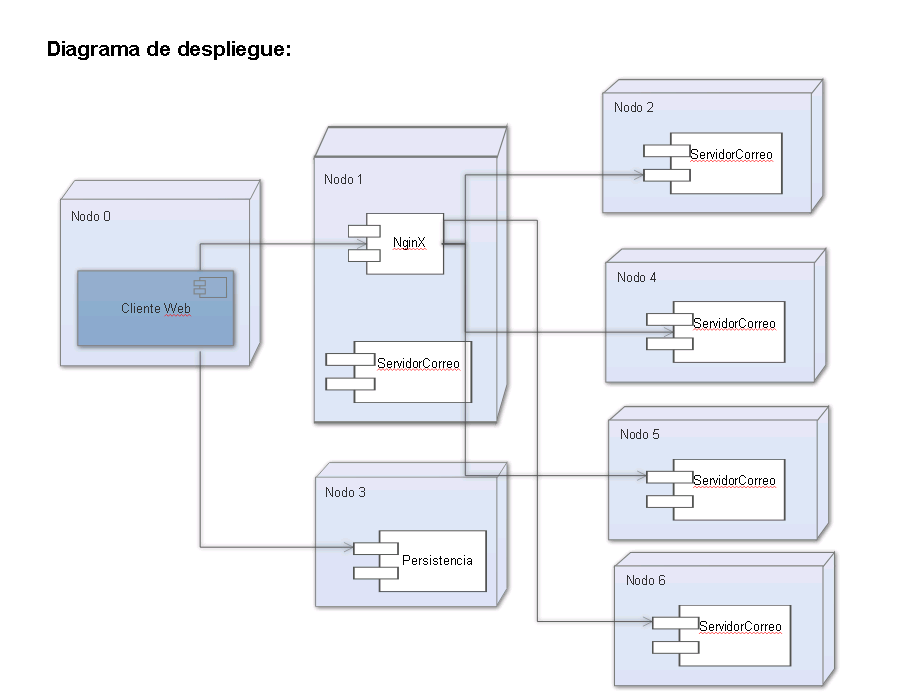 Diagrama de despliegue:
Nodo 0
Cliente Web
Nodo 1
NginX
ServidorCorreo
Nodo 3
Persistencia
Nodo 2
ServidorCorreo
Nodo 4
ServidorCorreo
Nodo 5
ServidorCorreo
Nodo 6
ServidorCorreo